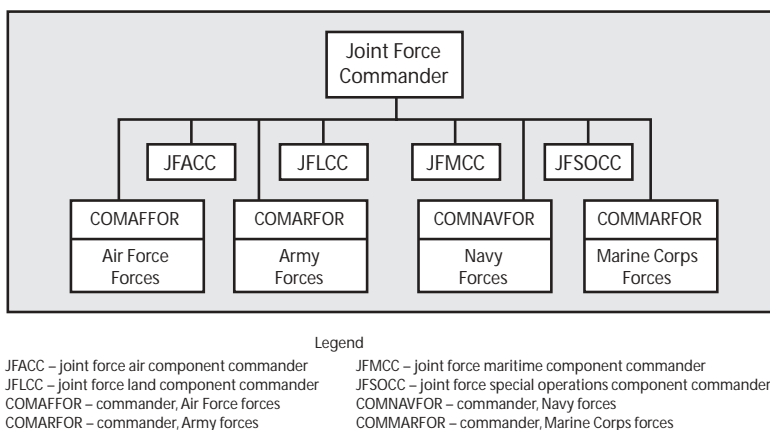 Joint Force
Commander
JFACC
JFLCC
JFMCC
JFSOCC
COMAFFOR
COMARFOR
COMNAVFOR
COMMARFOR
Air Force
Forces
Army
Forces
Navy
Forces
Marine Corps
Forces
Legend
JFACC – joint force air component commander
JFLCC – joint force land component commander
COMAFFOR – commander, Air Force forces
COMARFOR – commander, Army forces
JFMCC – joint force maritime component commander
JFSOCC – joint force special operations component commander
COMNAVFOR – commander, Navy forces
COMMARFOR – commander, Marine Corps forces